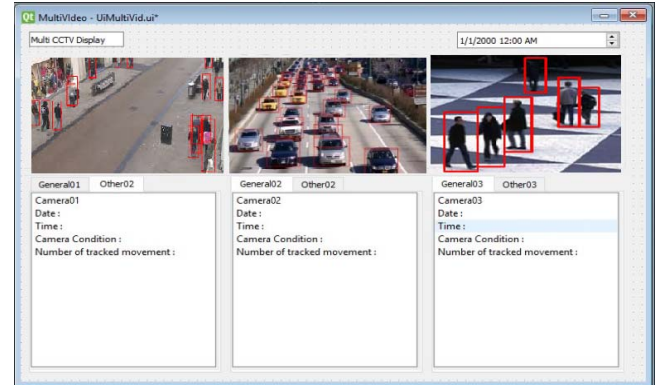 Qt MultiVIdeo - UiMultiVid.ui*
Multi CCTV Display
1/1/2000 12:00 AM
General01 Other02
Camera01
Date :
Time :
Camera Condition :
Number of tracked movement :
General02 Other02
Camera02
Date :
Time :
Camera Condition :
Number of tracked movement :
General03 Other03
Camera03
Date :
Time :
Camera Condition :
Number of tracked movement :